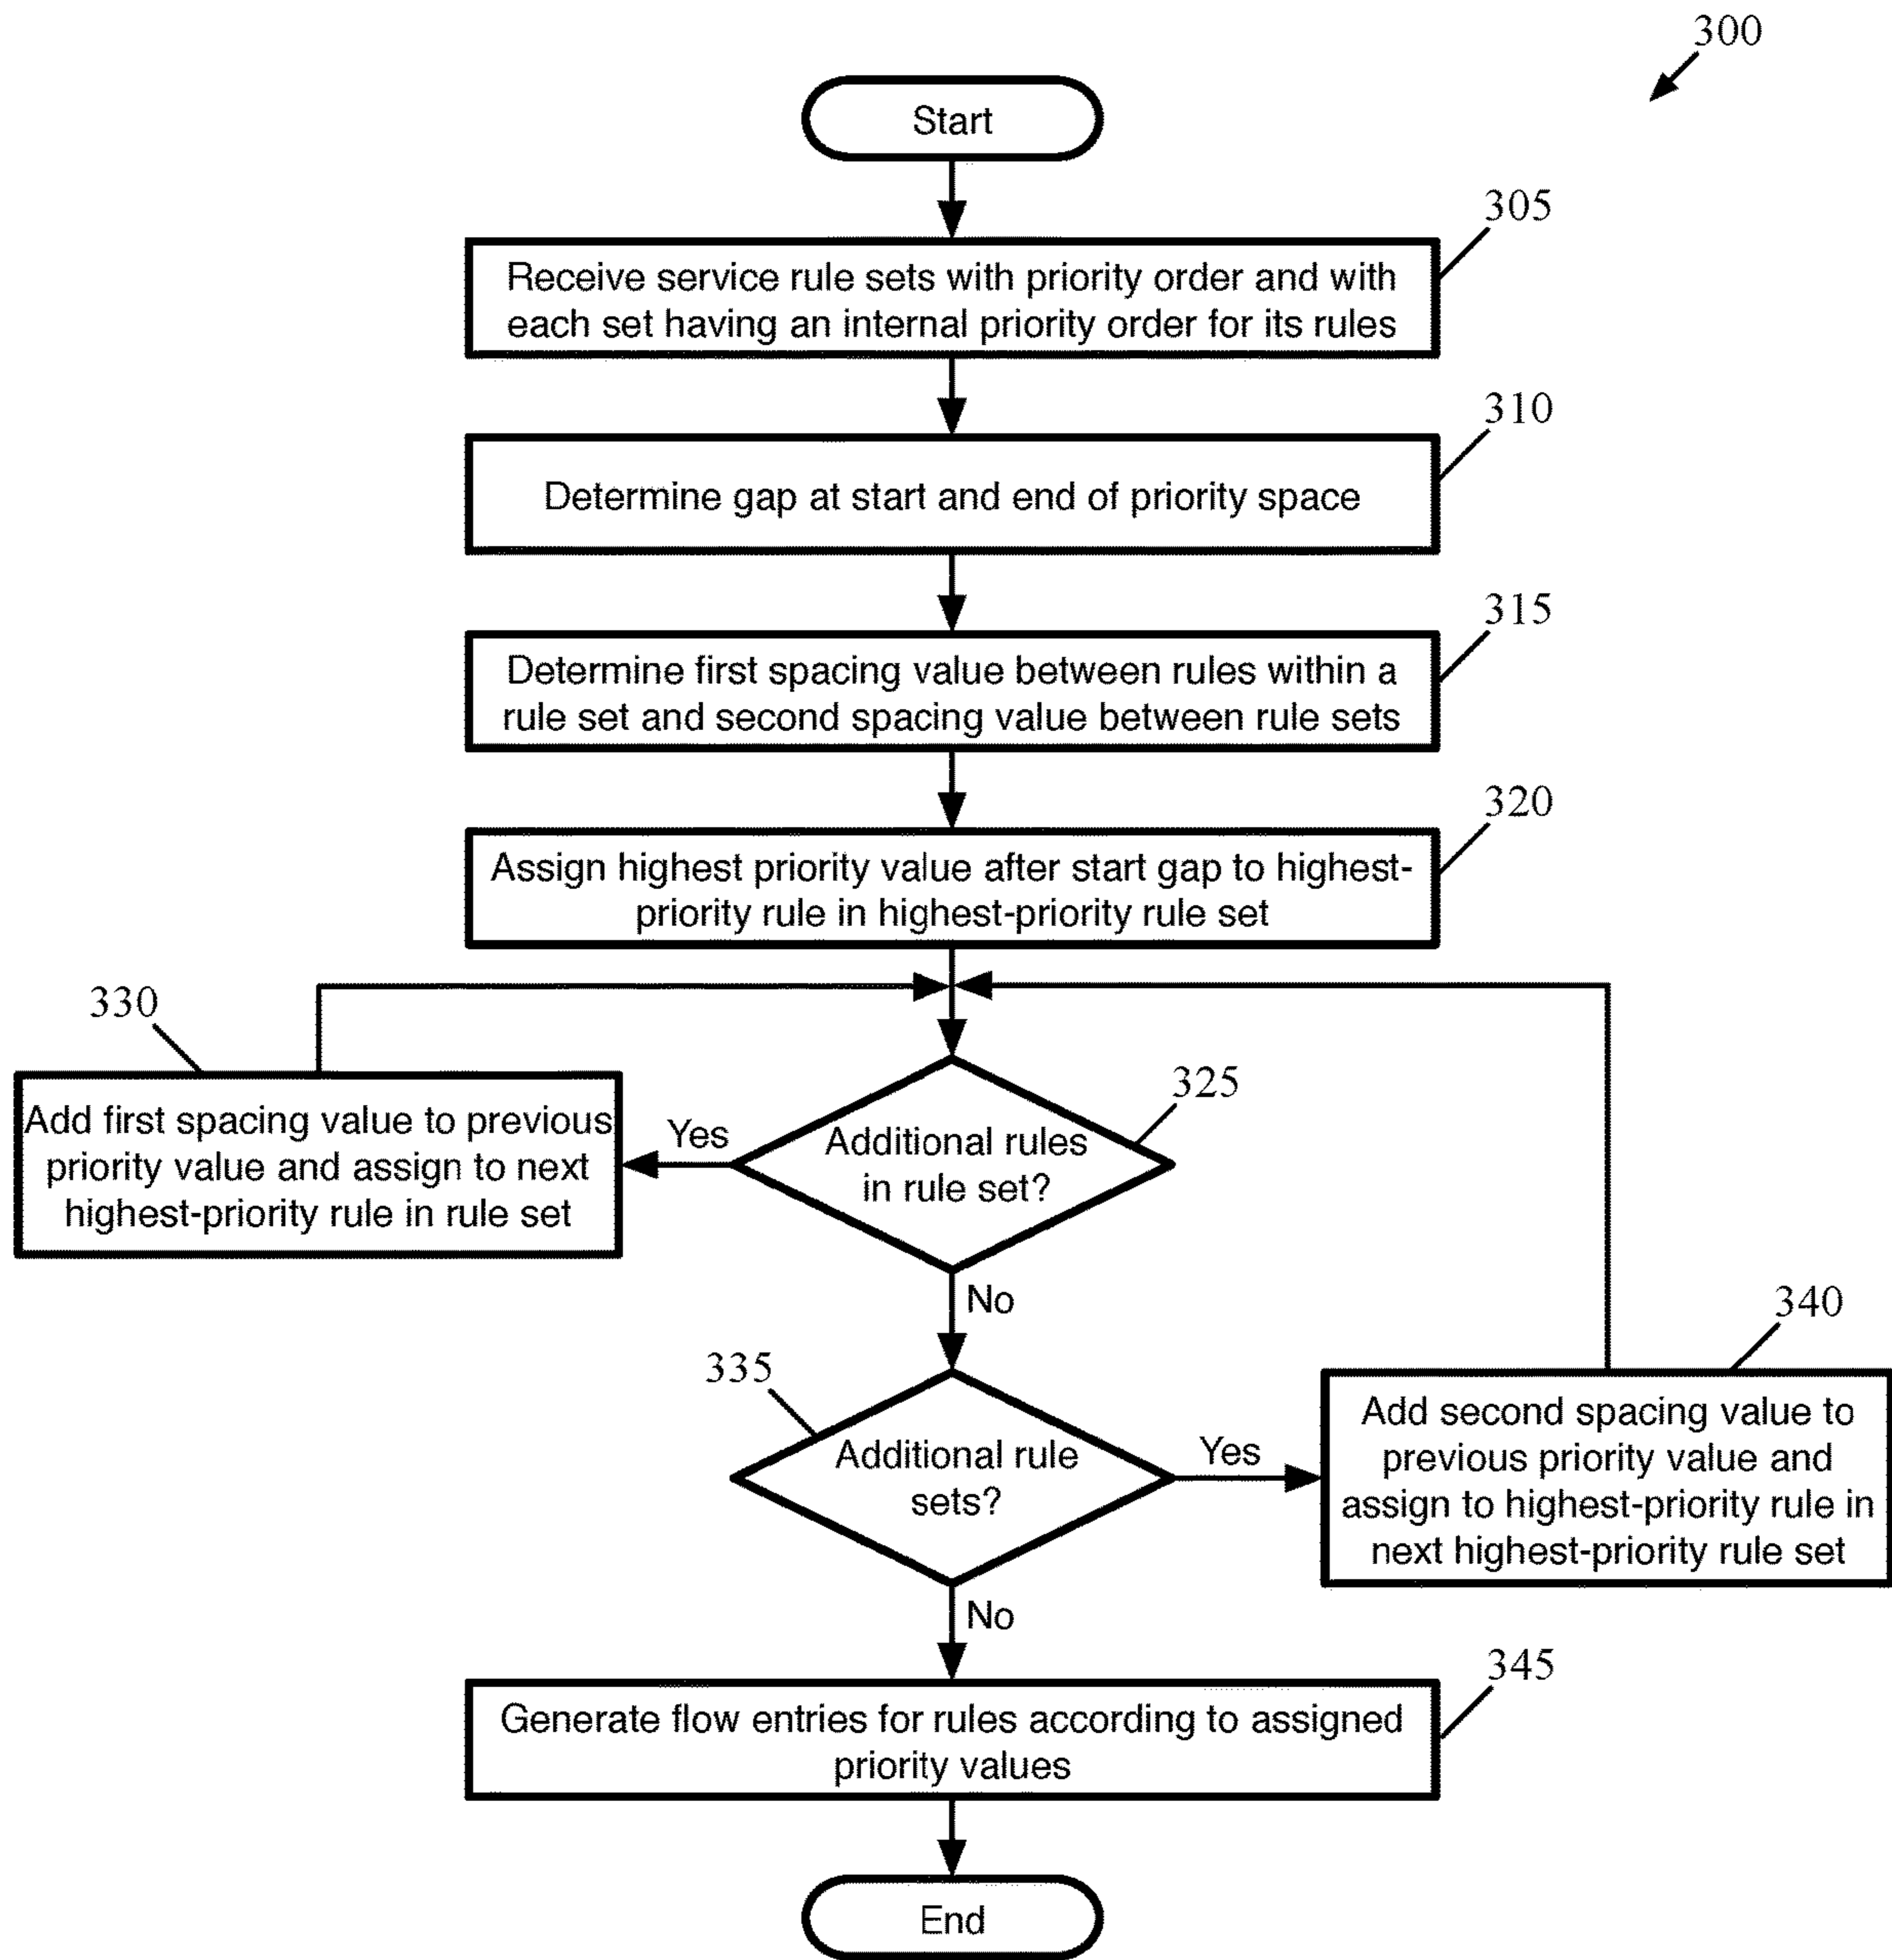 300
Start
305
Receive service rule sets with priority order and with
each set having an internal priority order for its rules
310
Determine gap at start and end of priority space
315
Determine first spacing value between rules within a
rule set and second spacing value between rule sets
320
Assign highest priority value after start gap to highest-
priority rule in highest-priority rule set
330
Add first spacing value to previous
priority value and assign to next
highest-priority rule in rule set
Yes
325
Additional rules
in rule set?
No
335
Additional rule
sets?
Yes
340
Add second spacing value to
previous priority value and
assign to highest-priority rule in
next highest-priority rule set
No
345
Generate flow entries for rules according to assigned
priority values
End